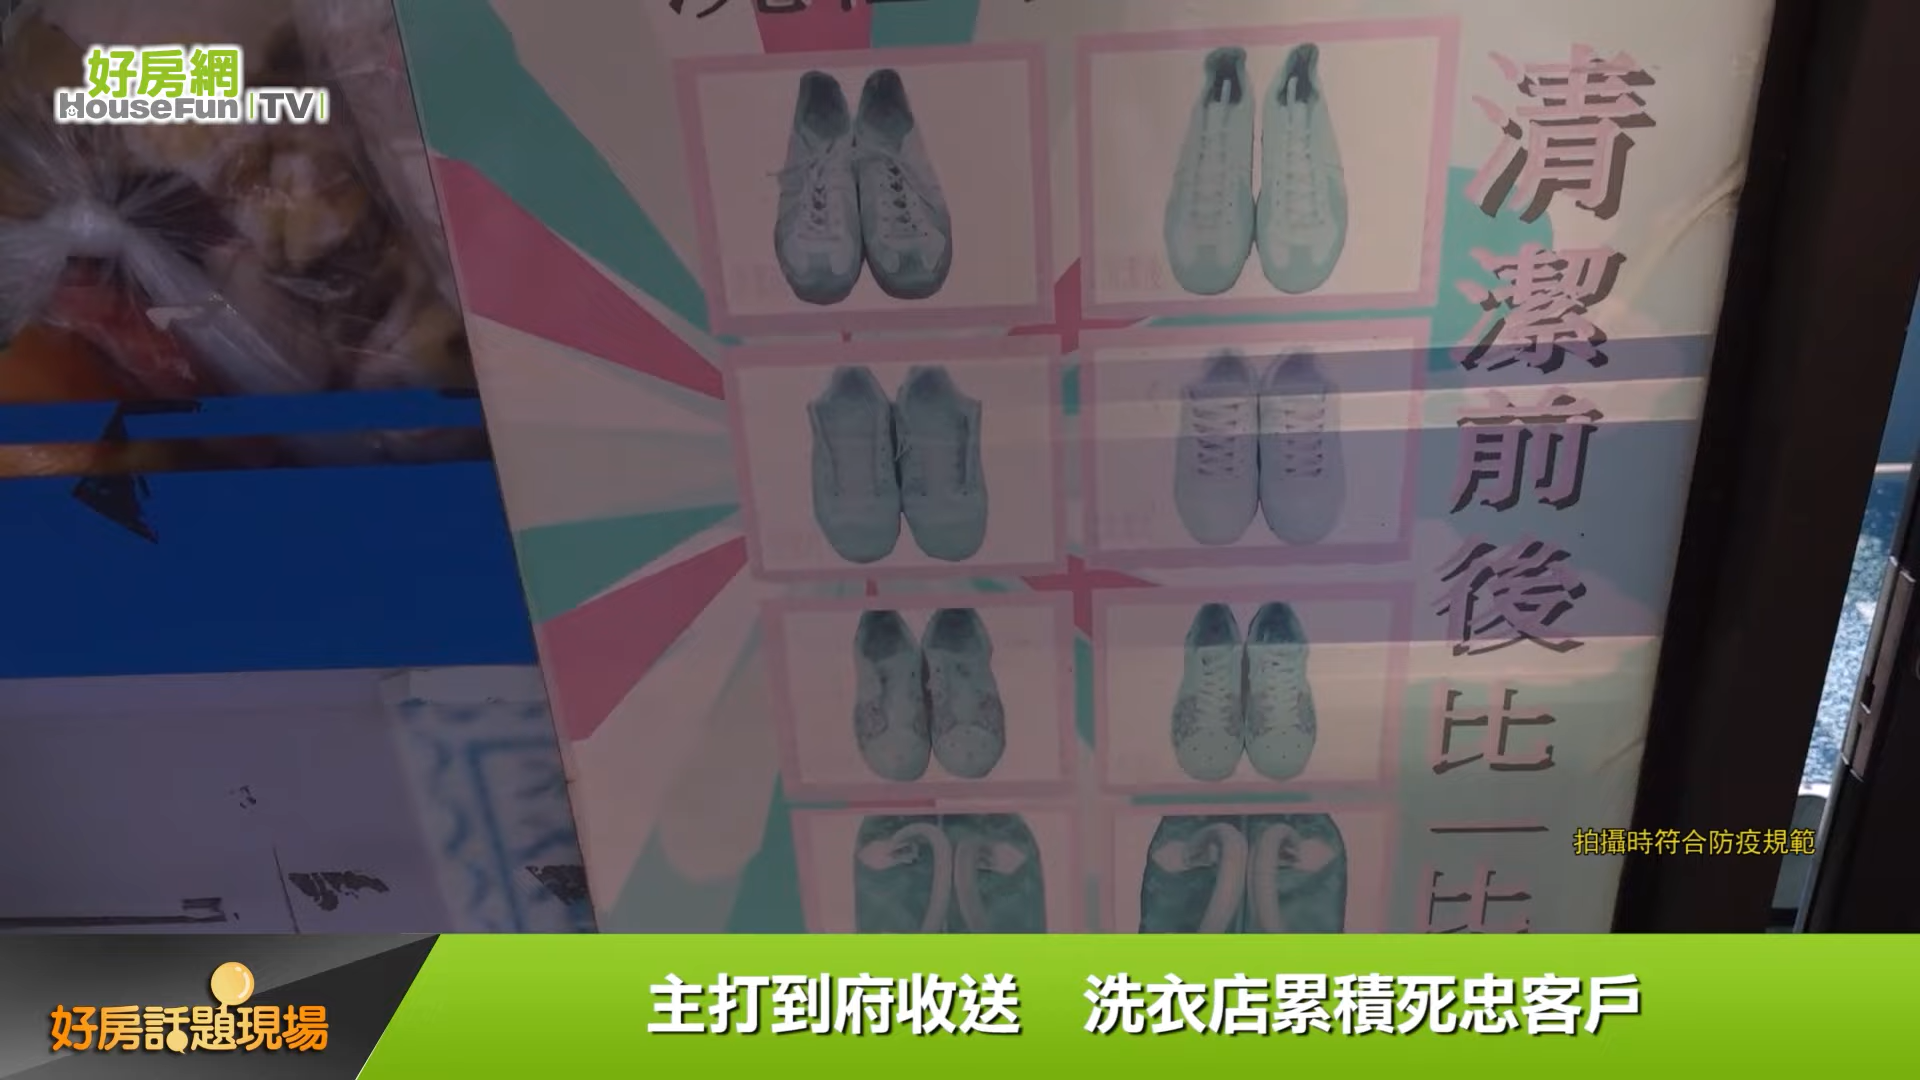 好房網
HouseFun TV
清潔前後比一比
拍攝時符合防疫規範
主打到府收送 洗衣店累積死忠客戶
好房話題現場